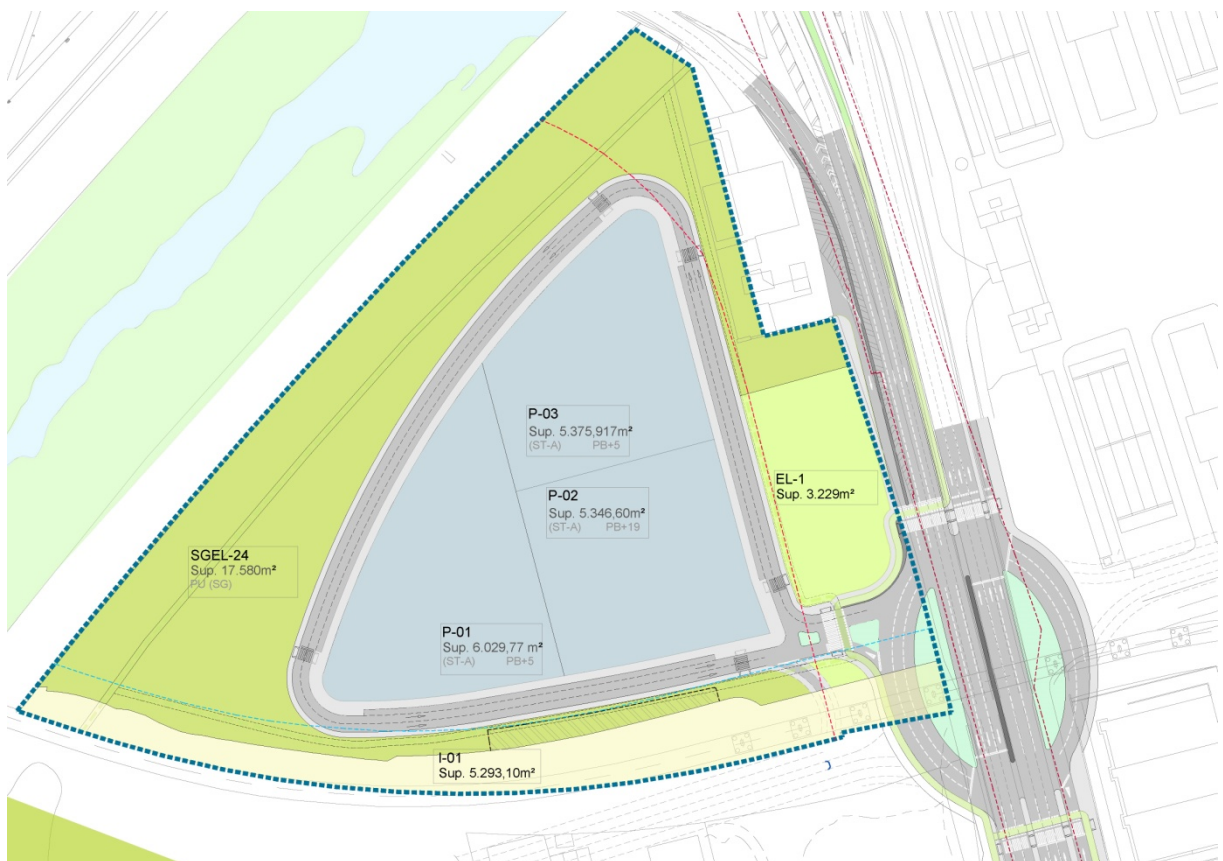 P-03
Sup. 5.375,917m²
(ST-A) PB+5
P-02
Sup. 5.346,60m²
(ST-A) PB+19
EL-1
Sup. 3.229m²
SGEL-24
Sup. 17.580m²
PU (SG)
P-01
Sup. 6.029,77 m²
(ST-A) PB+5
I-01
Sup. 5.293,10m²